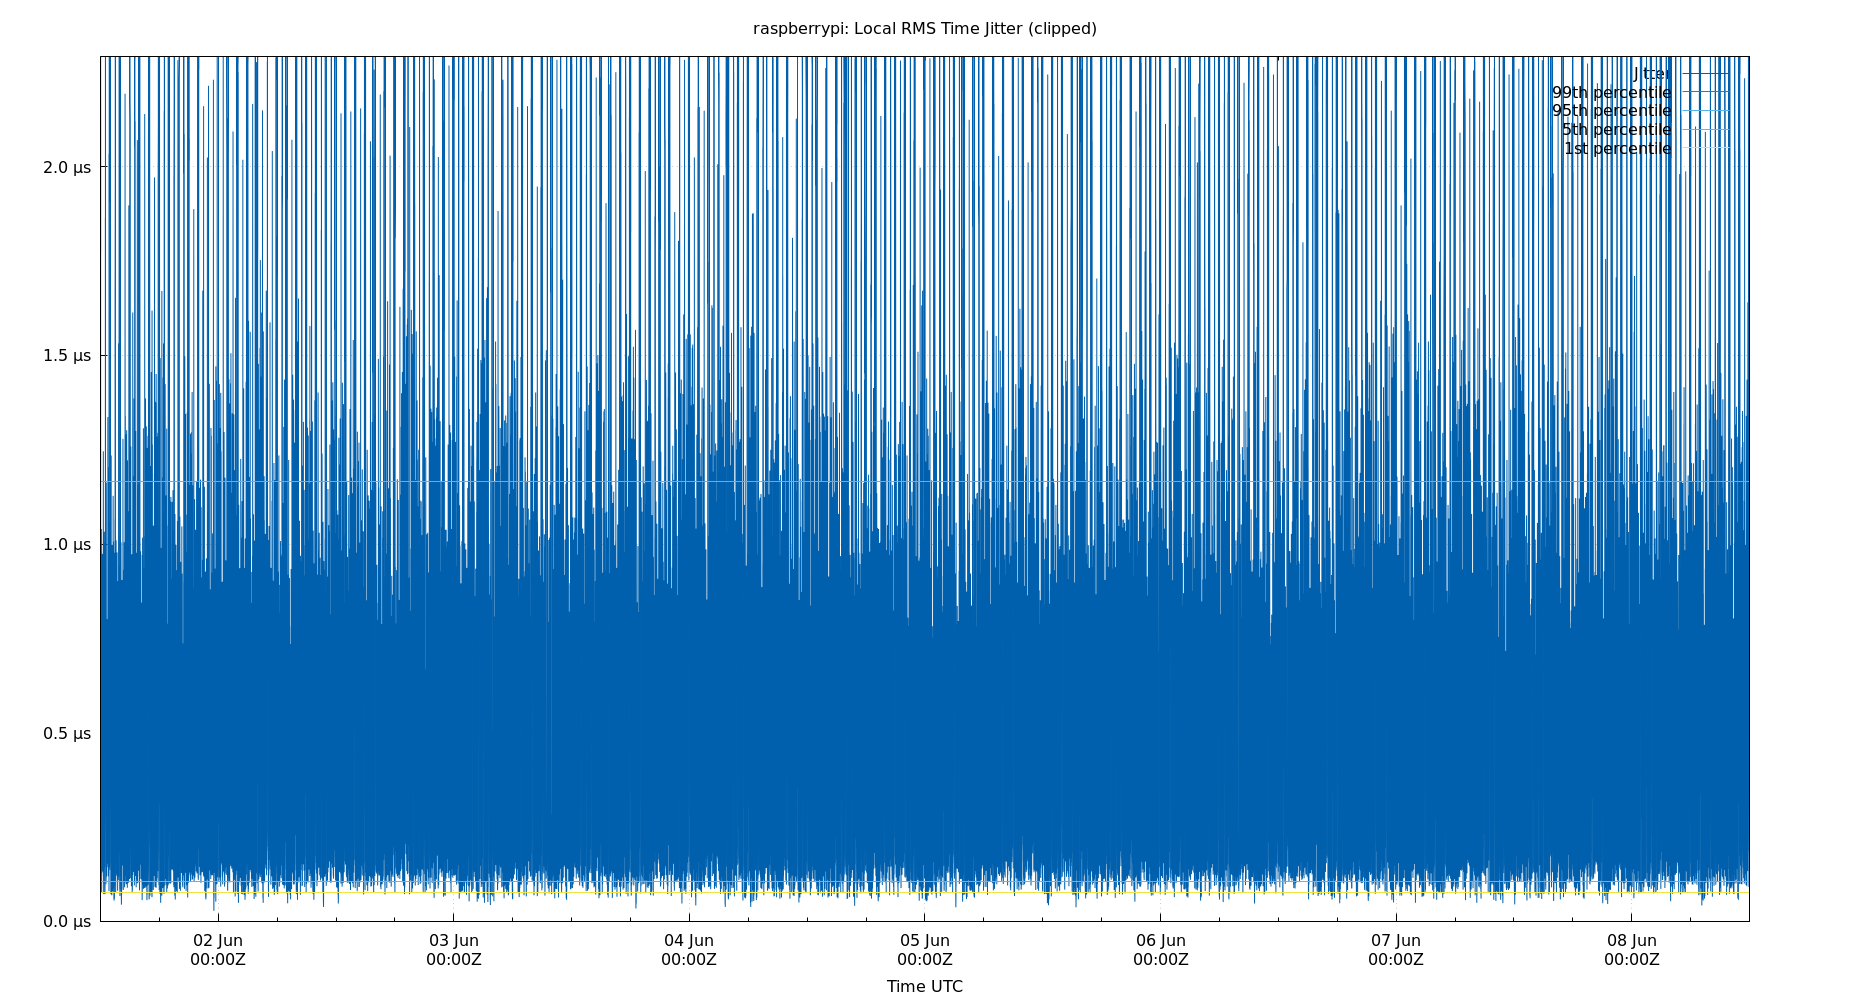 raspberrypi: Local RMS Time Jitter (clipped)
Jitter
99th percentile
95th percentile
5th percentile
1st percentile
2.0 µs
1.5 µs
1.0 µs
0.5 µs
0.0 µs
02 Jun 03 Jun 04 Jun 05 Jun 06 Jun 07 Jun 08 Jun
00:00Z 00:00Z 00:00Z 00:00Z 00:00Z 00:00Z 00:00Z
Time UTC